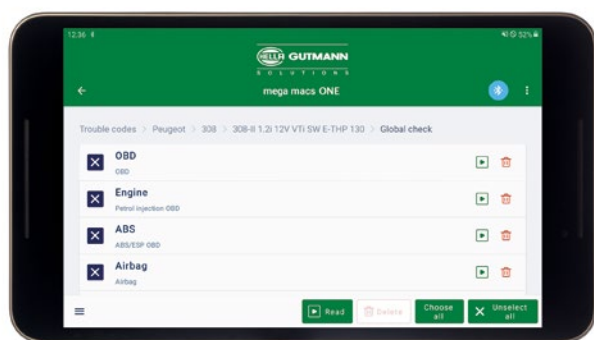 12:36
52%
HELLA GUTMANN
SOLUTIONS
mega macs ONE
Trouble codes > Peugeot > 308 > 308-II 1.2i 12V VTi SW E-THP 130 > Global check
OBD
OBD
Engine
Petrol injection OBD
ABS
ABS/ESP OBD
Airbag
Airbag
Read
Delete
Choose all
Unselect all